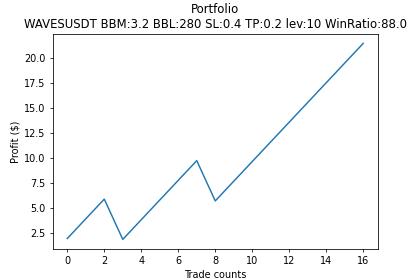 Portfolio
WAVESUSDT BBM:3.2 BBL:280 SL:0.4 TP:0.2 lev:10 WinRatio:88.0
20.0
17.5
15.0
12.5
10.0
7.5
5.0
2.5
Profit ($)
0 2 4 6 8 10 12 14 16
Trade counts